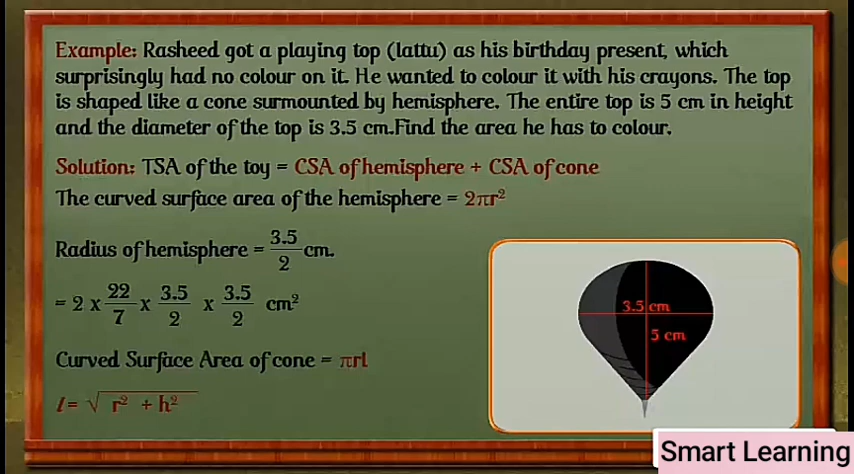 Example: Rasheed got a playing top (lattu) as his birthday present, which
surprisingly had no colour on it. He wanted to colour it with his crayons. The top
is shaped like a cone surmounted by hemisphere. The entire top is 5 cm in height
and the diameter of the top is 3.5 cm.Find the area he has to colour.
Solution: TSA of the toy = CSA of hemisphere + CSA of cone
The curved surface area of the hemisphere = 2πr²
Radius of hemisphere = 3.5/2 cm.
= 2 x 22/7 x 3.5/2 x 3.5/2 cm²
Curved Surface Area of cone = πrl
l = √ r² + h²
3.5 cm
5 cm
Smart Learning